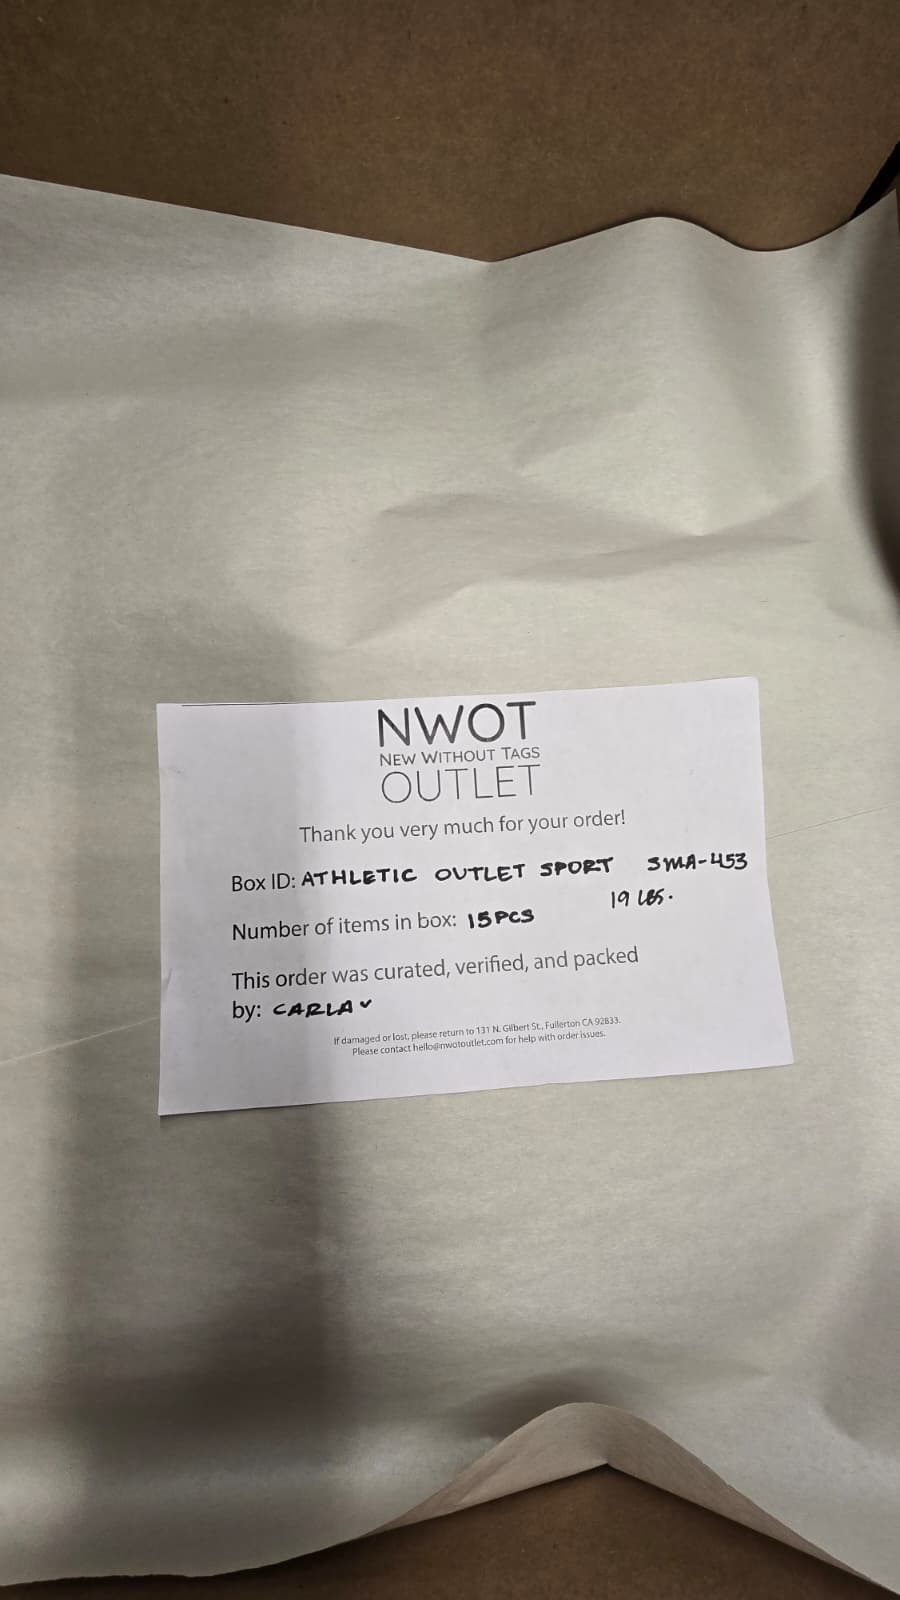 NWOT
NEW WITHOUT TAGS
OUTLET
Thank you very much for your order!
Box ID: ATHLETIC OUTLET SPORT SMA-453
19 LBS.
Number of items in box: 15PCS
This order was curated, verified, and packed
by: CARLA
If damaged or lost, please return to 131 N. Gilbert St., Fullerton CA 92833.
Please contact hello@nwotoutlet.com for help with order issues.